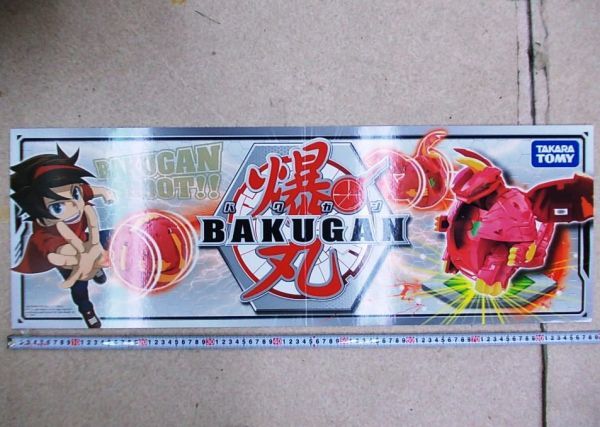 BAKUGAN
SHOOT!!
爆
バクガン
BAKUGAN
丸
TAKARA
TOMY